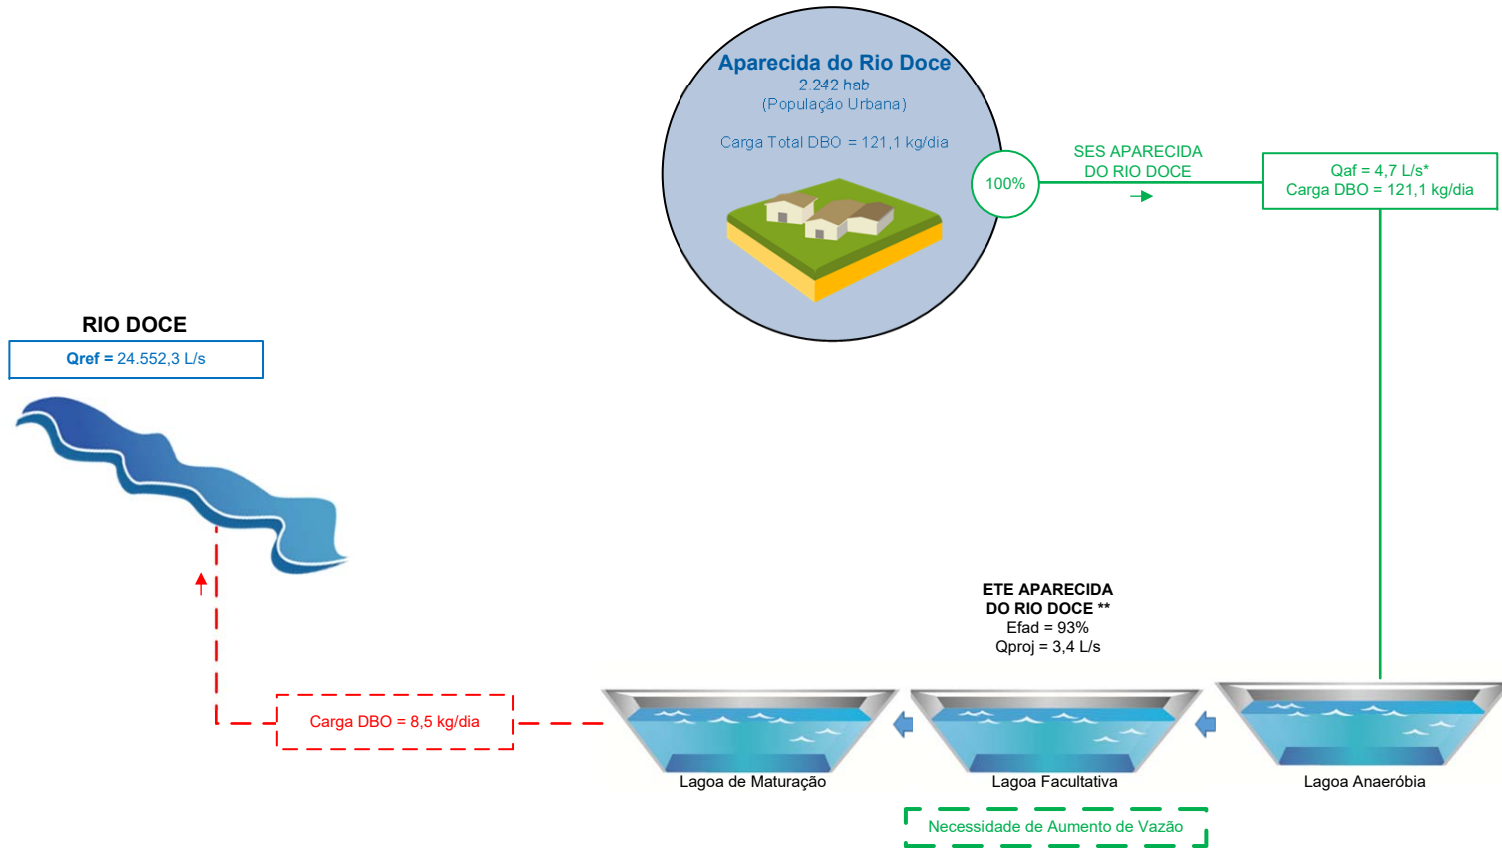 Aparecida do Rio Doce
2.242 hab
(População Urbana)
Carga Total DBO = 121,1 kg/dia
100%
SES APARECIDA
DO RIO DOCE
Qaf = 4,7 L/s*
Carga DBO = 121,1 kg/dia
RIO DOCE
Qref = 24.552,3 L/s
ETE APARECIDA
DO RIO DOCE **
Efad = 93%
Qproj = 3,4 L/s
Carga DBO = 8,5 kg/dia
Lagoa de Maturação
Lagoa Facultativa
Lagoa Anaeróbia
Necessidade de Aumento de Vazão